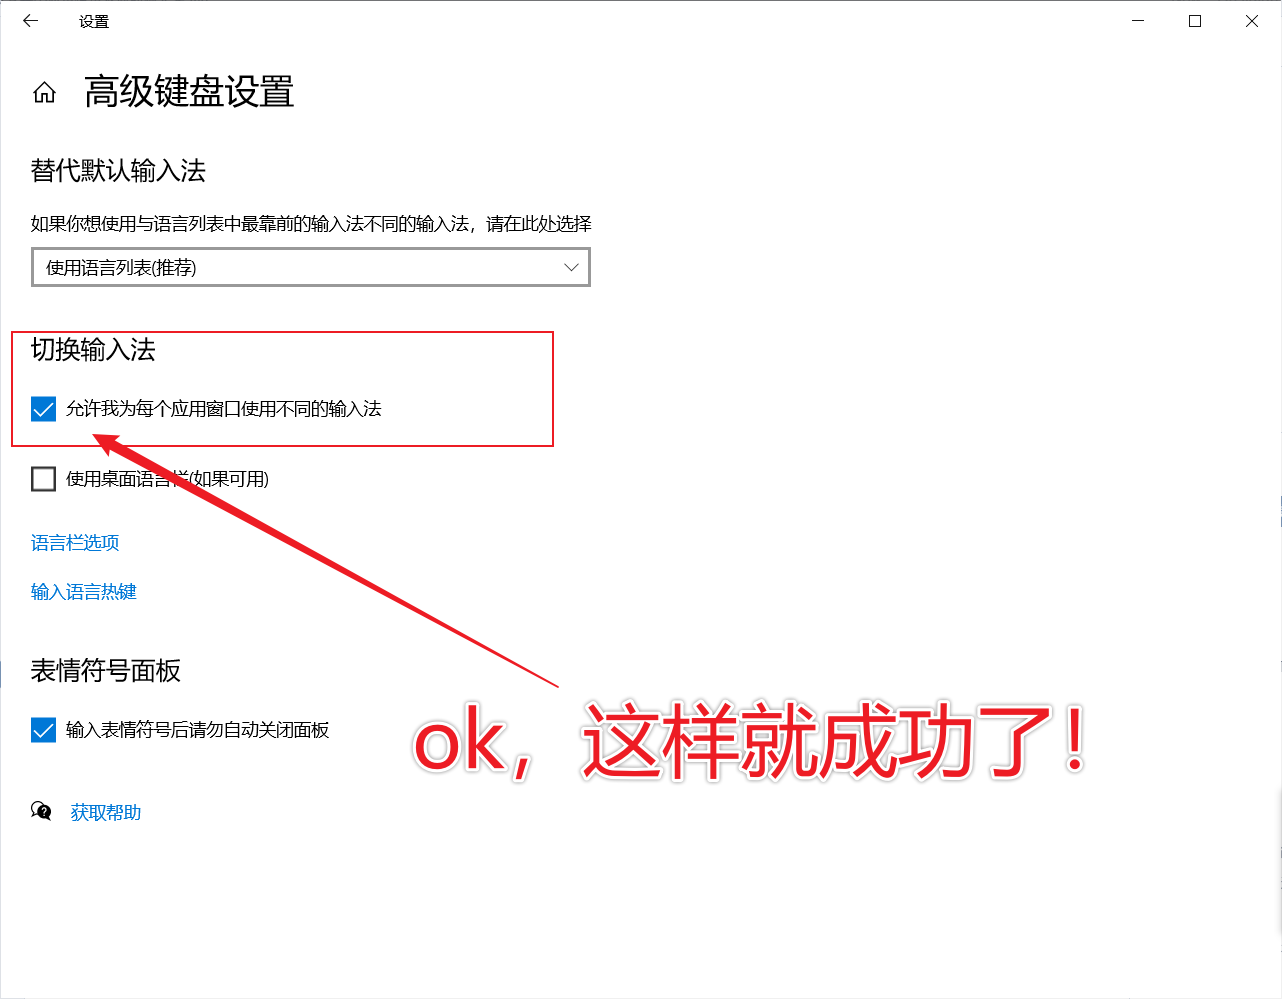 设置
高级键盘设置
替代默认输入法
如果你想使用与语言列表中最靠前的输入法不同的输入法，请在此处选择
使用语言列表(推荐)
切换输入法
允许我为每个应用窗口使用不同的输入法
使用桌面语言栏(如果可用)
语言栏选项
输入语言热键
表情符号面板
输入表情符号后请勿自动关闭面板
ok，这样就成功了！
获取帮助